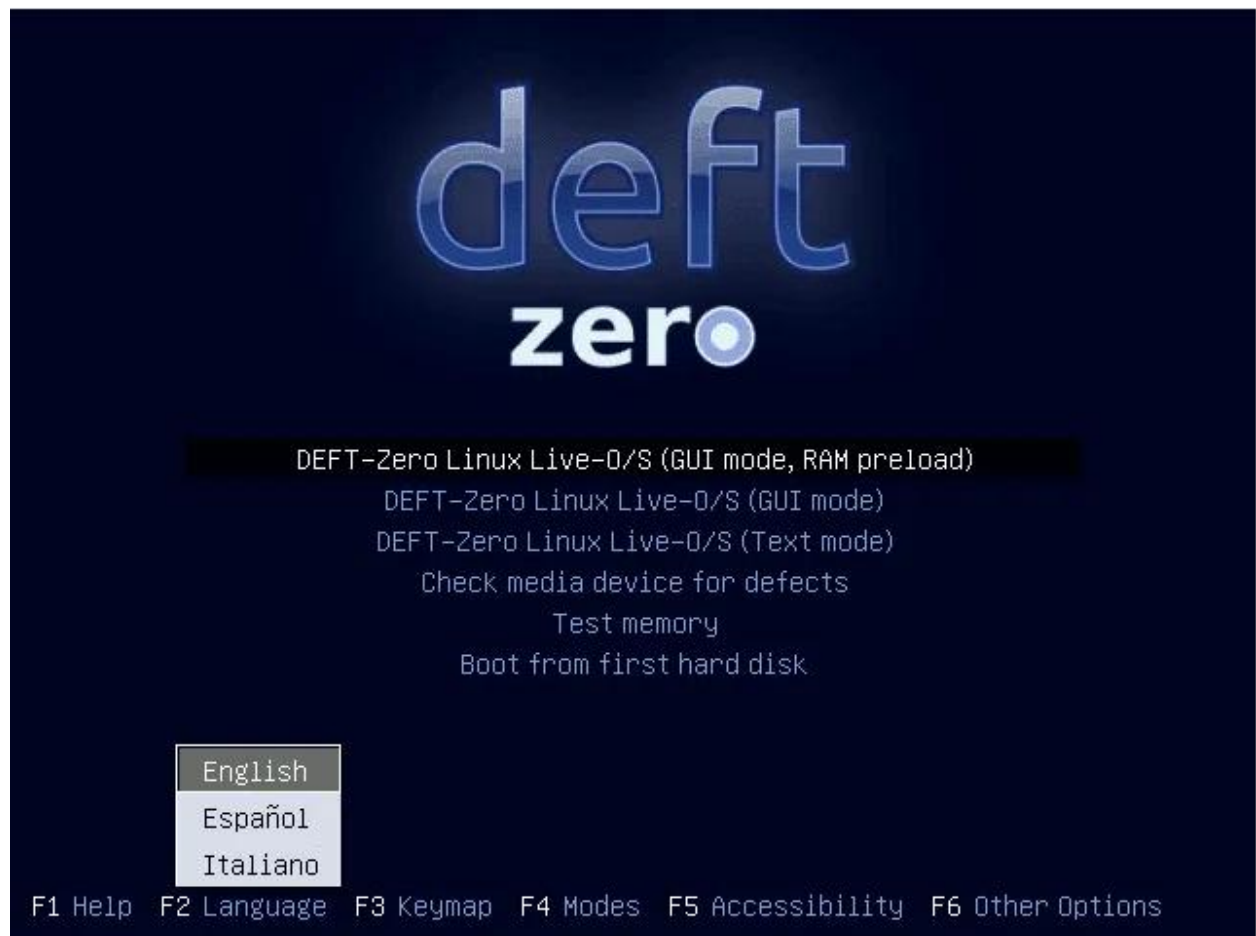 deft
zero
DEFT-Zero Linux Live-O/S (GUI mode, RAM preload)
DEFT-Zero Linux Live-O/S (GUI mode)
DEFT-Zero Linux Live-O/S (Text mode)
Check media device for defects
Test memory
Boot from first hard disk
English
Español
Italiano
F1 Help F2 Language F3 Keymap F4 Modes F5 Accessibility F6 Other Options